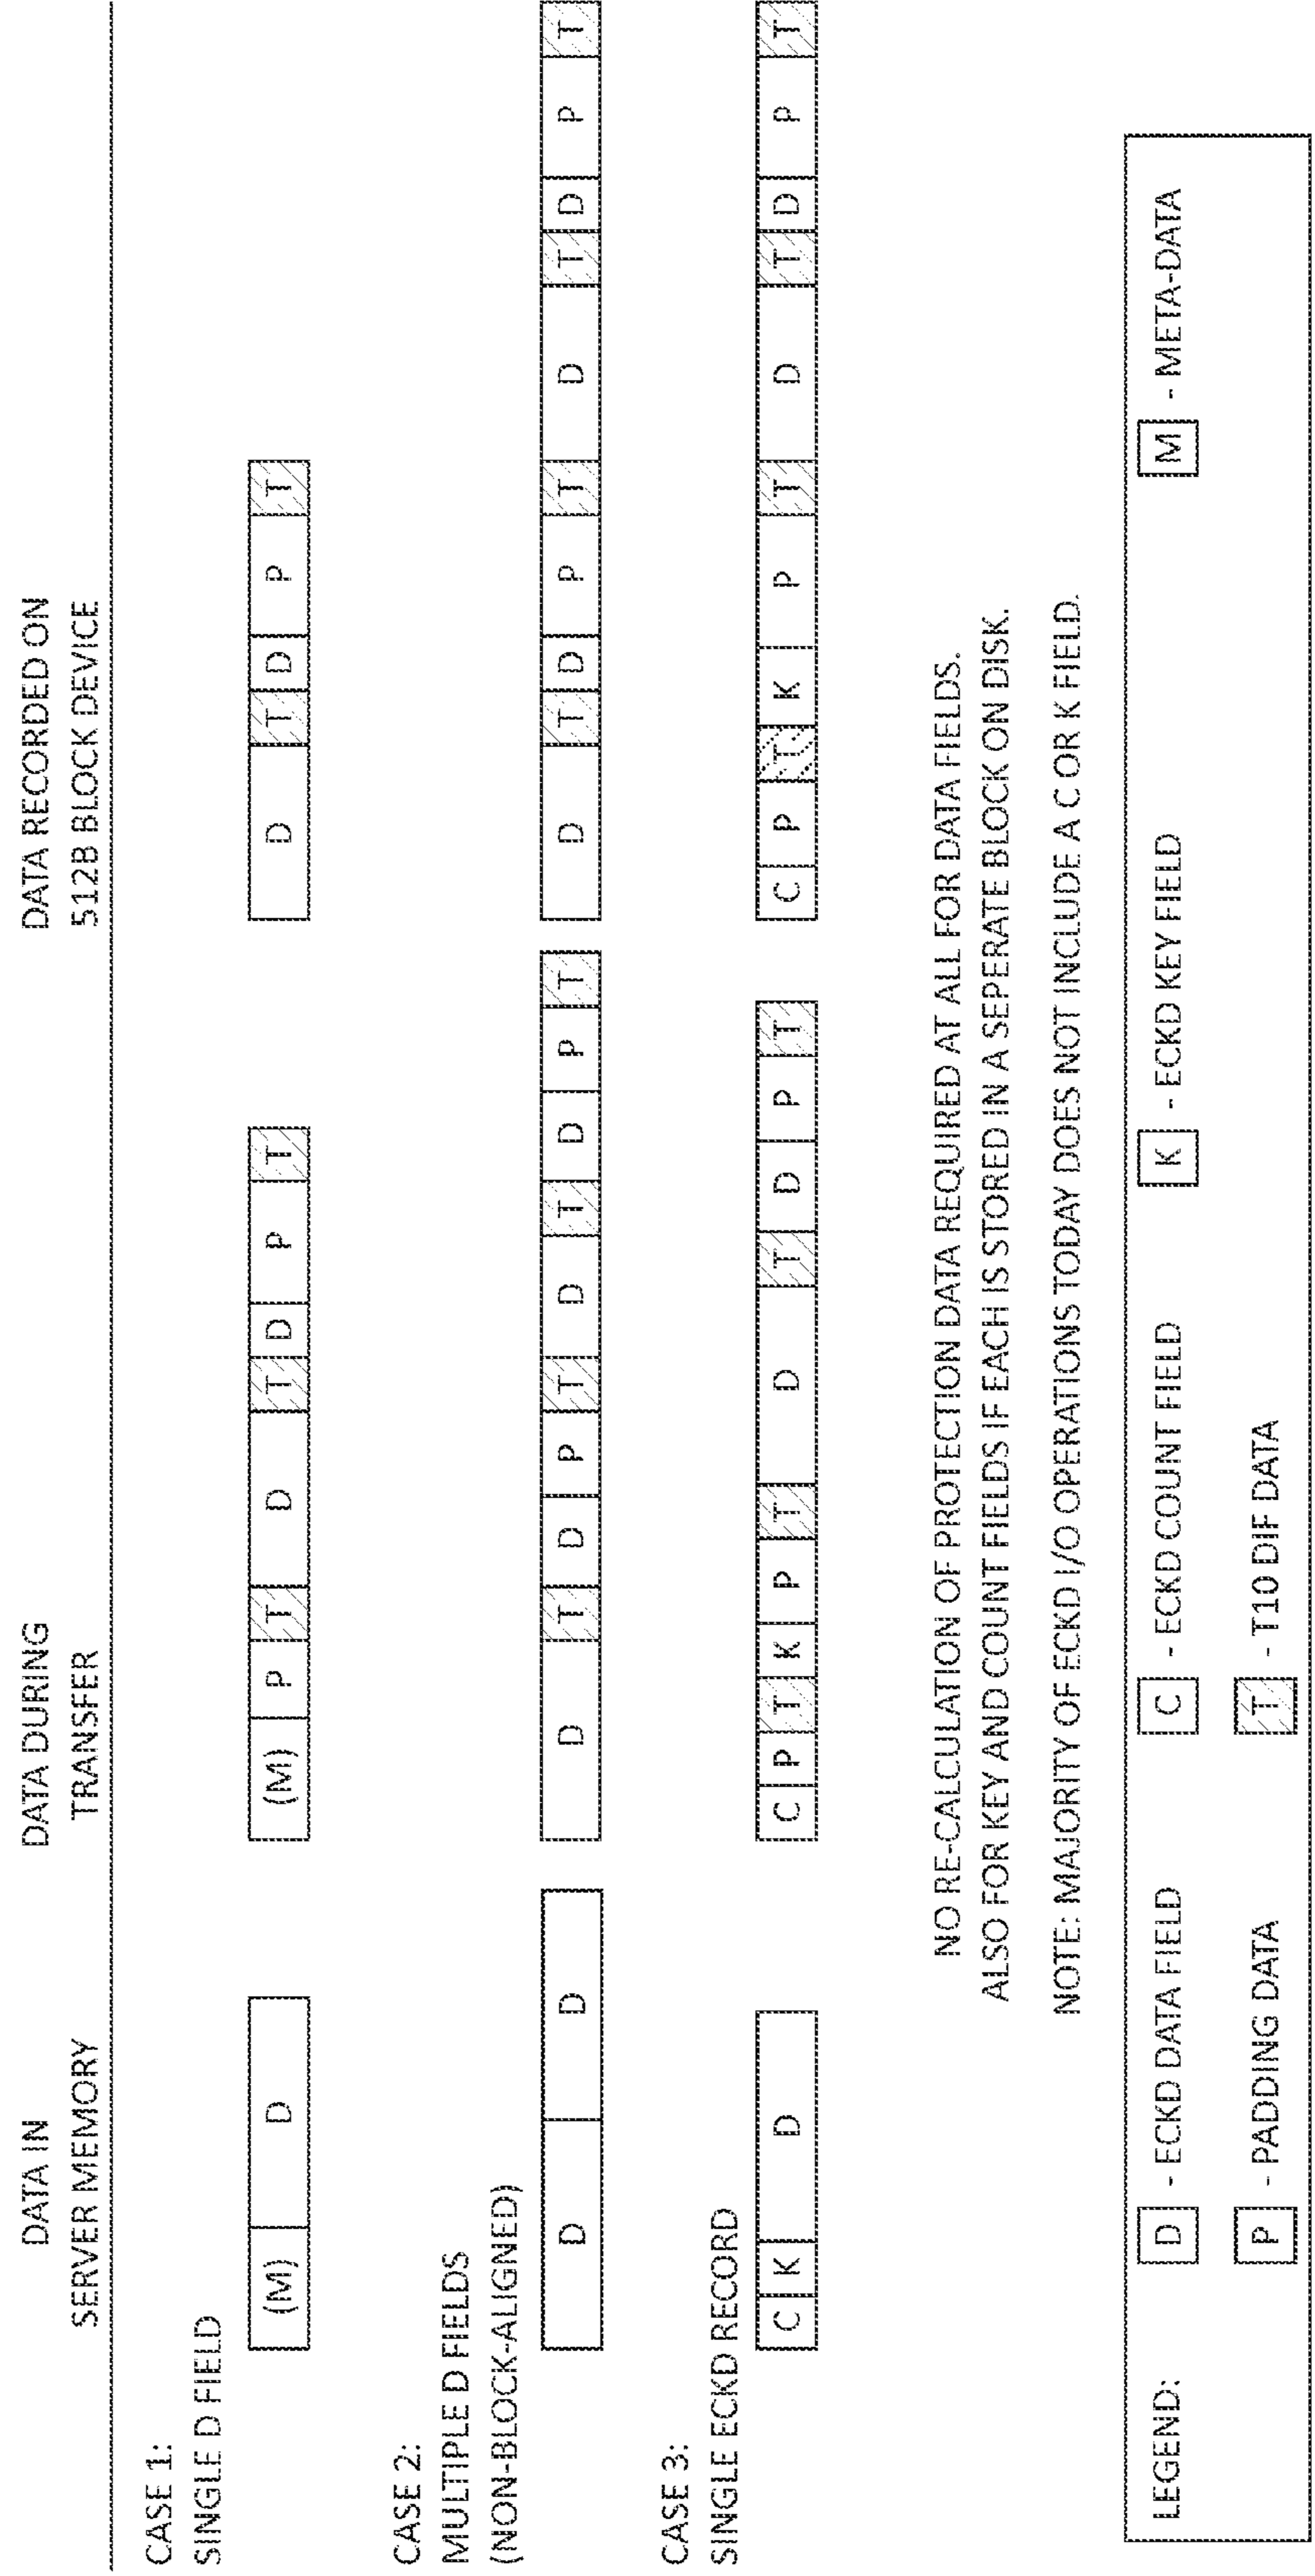 DATA IN
SERVER MEMORY
DATA DURING
TRANSFER
DATA RECORDED ON
512B BLOCK DEVICE
CASE 1:
SINGLE D FIELD
(M) D
(M) P T D T D P T
D T D P T
CASE 2:
MULTIPLE D FIELDS
(NON-BLOCK-ALIGNED)
D D
D T D P T D T D P T
D T D P T D T D P T
CASE 3:
SINGLE ECKD RECORD
C K D
C P T K P T D T D P T
C P T K P T D T D P T
NO RE-CALCULATION OF PROTECTION DATA REQUIRED AT ALL FOR DATA FIELDS.
ALSO FOR KEY AND COUNT FIELDS IF EACH IS STORED IN A SEPERATE BLOCK ON DISK.
NOTE: MAJORITY OF ECKD I/O OPERATIONS TODAY DOES NOT INCLUDE A C OR K FIELD.
LEGEND: D - ECKD DATA FIELD C - ECKD COUNT FIELD K - ECKD KEY FIELD M - META-DATA
P - PADDING DATA T - T10 DIF DATA